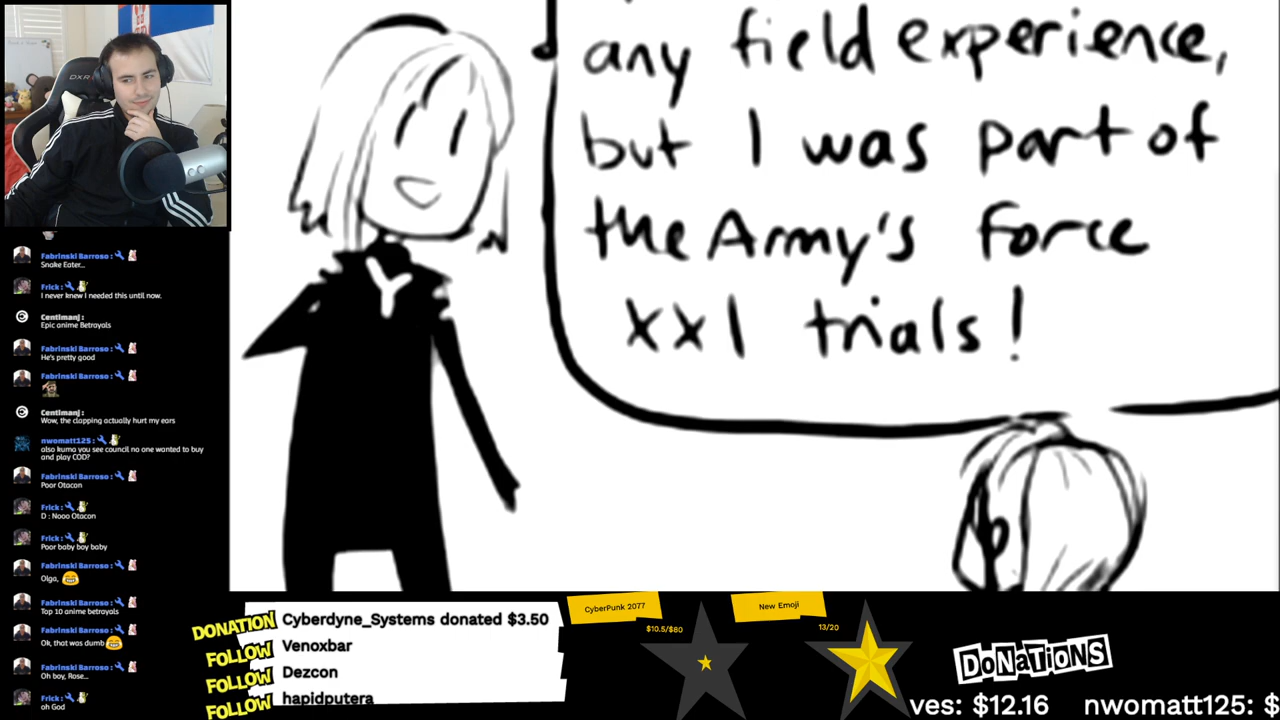 any field experience,
but I was part of
the Army's Force
XX1 trials!
DXR
Fabrinski Barroso :
Snake Eater...
Frick :
I never knew I needed this until now.
Centimanj :
Epic anime Betrayals
Fabrinski Barroso :
He's pretty good
Fabrinski Barroso :
Centimanj :
Wow, the clapping actually hurt my ears
nwomatt125 :
also kuma you see council no one wanted to buy
and play COD?
Fabrinski Barroso :
Poor Otacon
Frick :
D : Nooo Otacon
Frick :
Poor baby boy baby
Fabrinski Barroso :
Olga,
Fabrinski Barroso :
Top 10 anime betrayals
Fabrinski Barroso :
Ok, that was dumb
Fabrinski Barroso :
Oh boy, Rose...
Frick :
oh God
DONATION Cyberdyne_Systems donated $3.50
FOLLOW Venoxbar
FOLLOW Dezcon
FOLLOW hapidputera
CyberPunk 2077
$10.5/$80
New Emoji
13/20
DoNaTiONS
ves: $12.16 nwomatt125: $